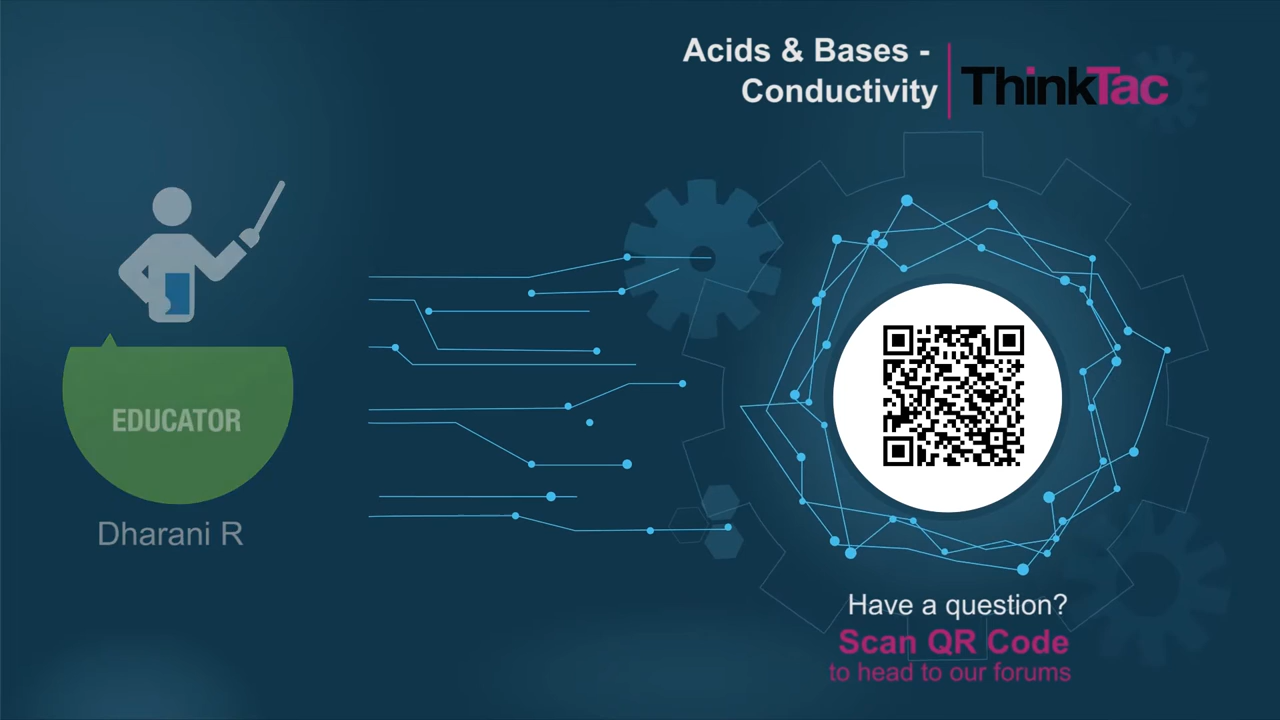 Acids & Bases -
Conductivity
ThinkTac
EDUCATOR
Dharani R
Have a question?
Scan QR Code
to head to our forums